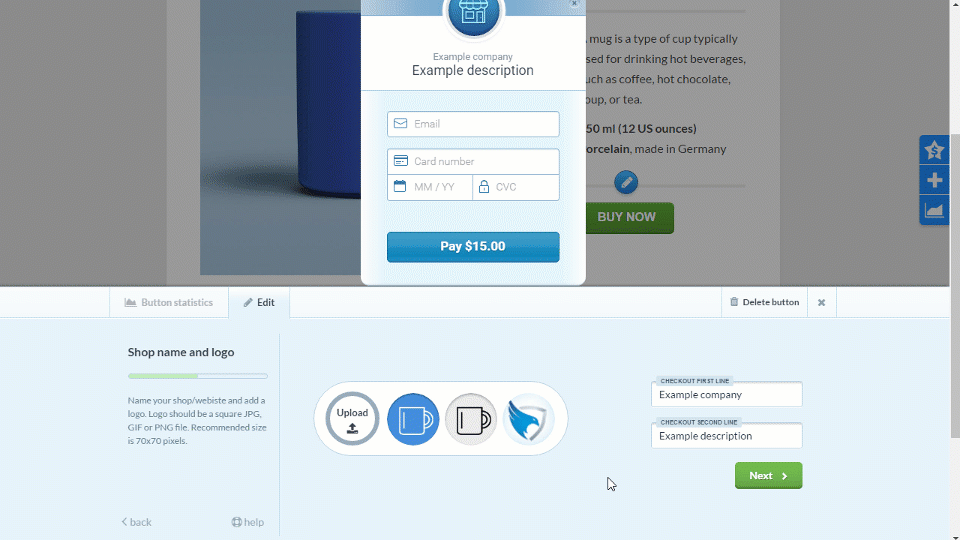 mug is a type of cup typically
sed for drinking hot beverages,
uch as coffee, hot chocolate,
oup, or tea.
50 ml (12 US ounces)
orcelain, made in Germany
BUY NOW
Example company
Example description
Email
Card number
MM / YY
CVC
Pay $15.00
Button statistics
Edit
Delete button
Shop name and logo
Name your shop/webiste and add
a logo. Logo should be a square JPG,
GIF or PNG file. Recommended size
is 70x70 pixels.
back
help
Upload
CHECKOUT FIRST LINE
Example company
CHECKOUT SECOND LINE
Example description
Next